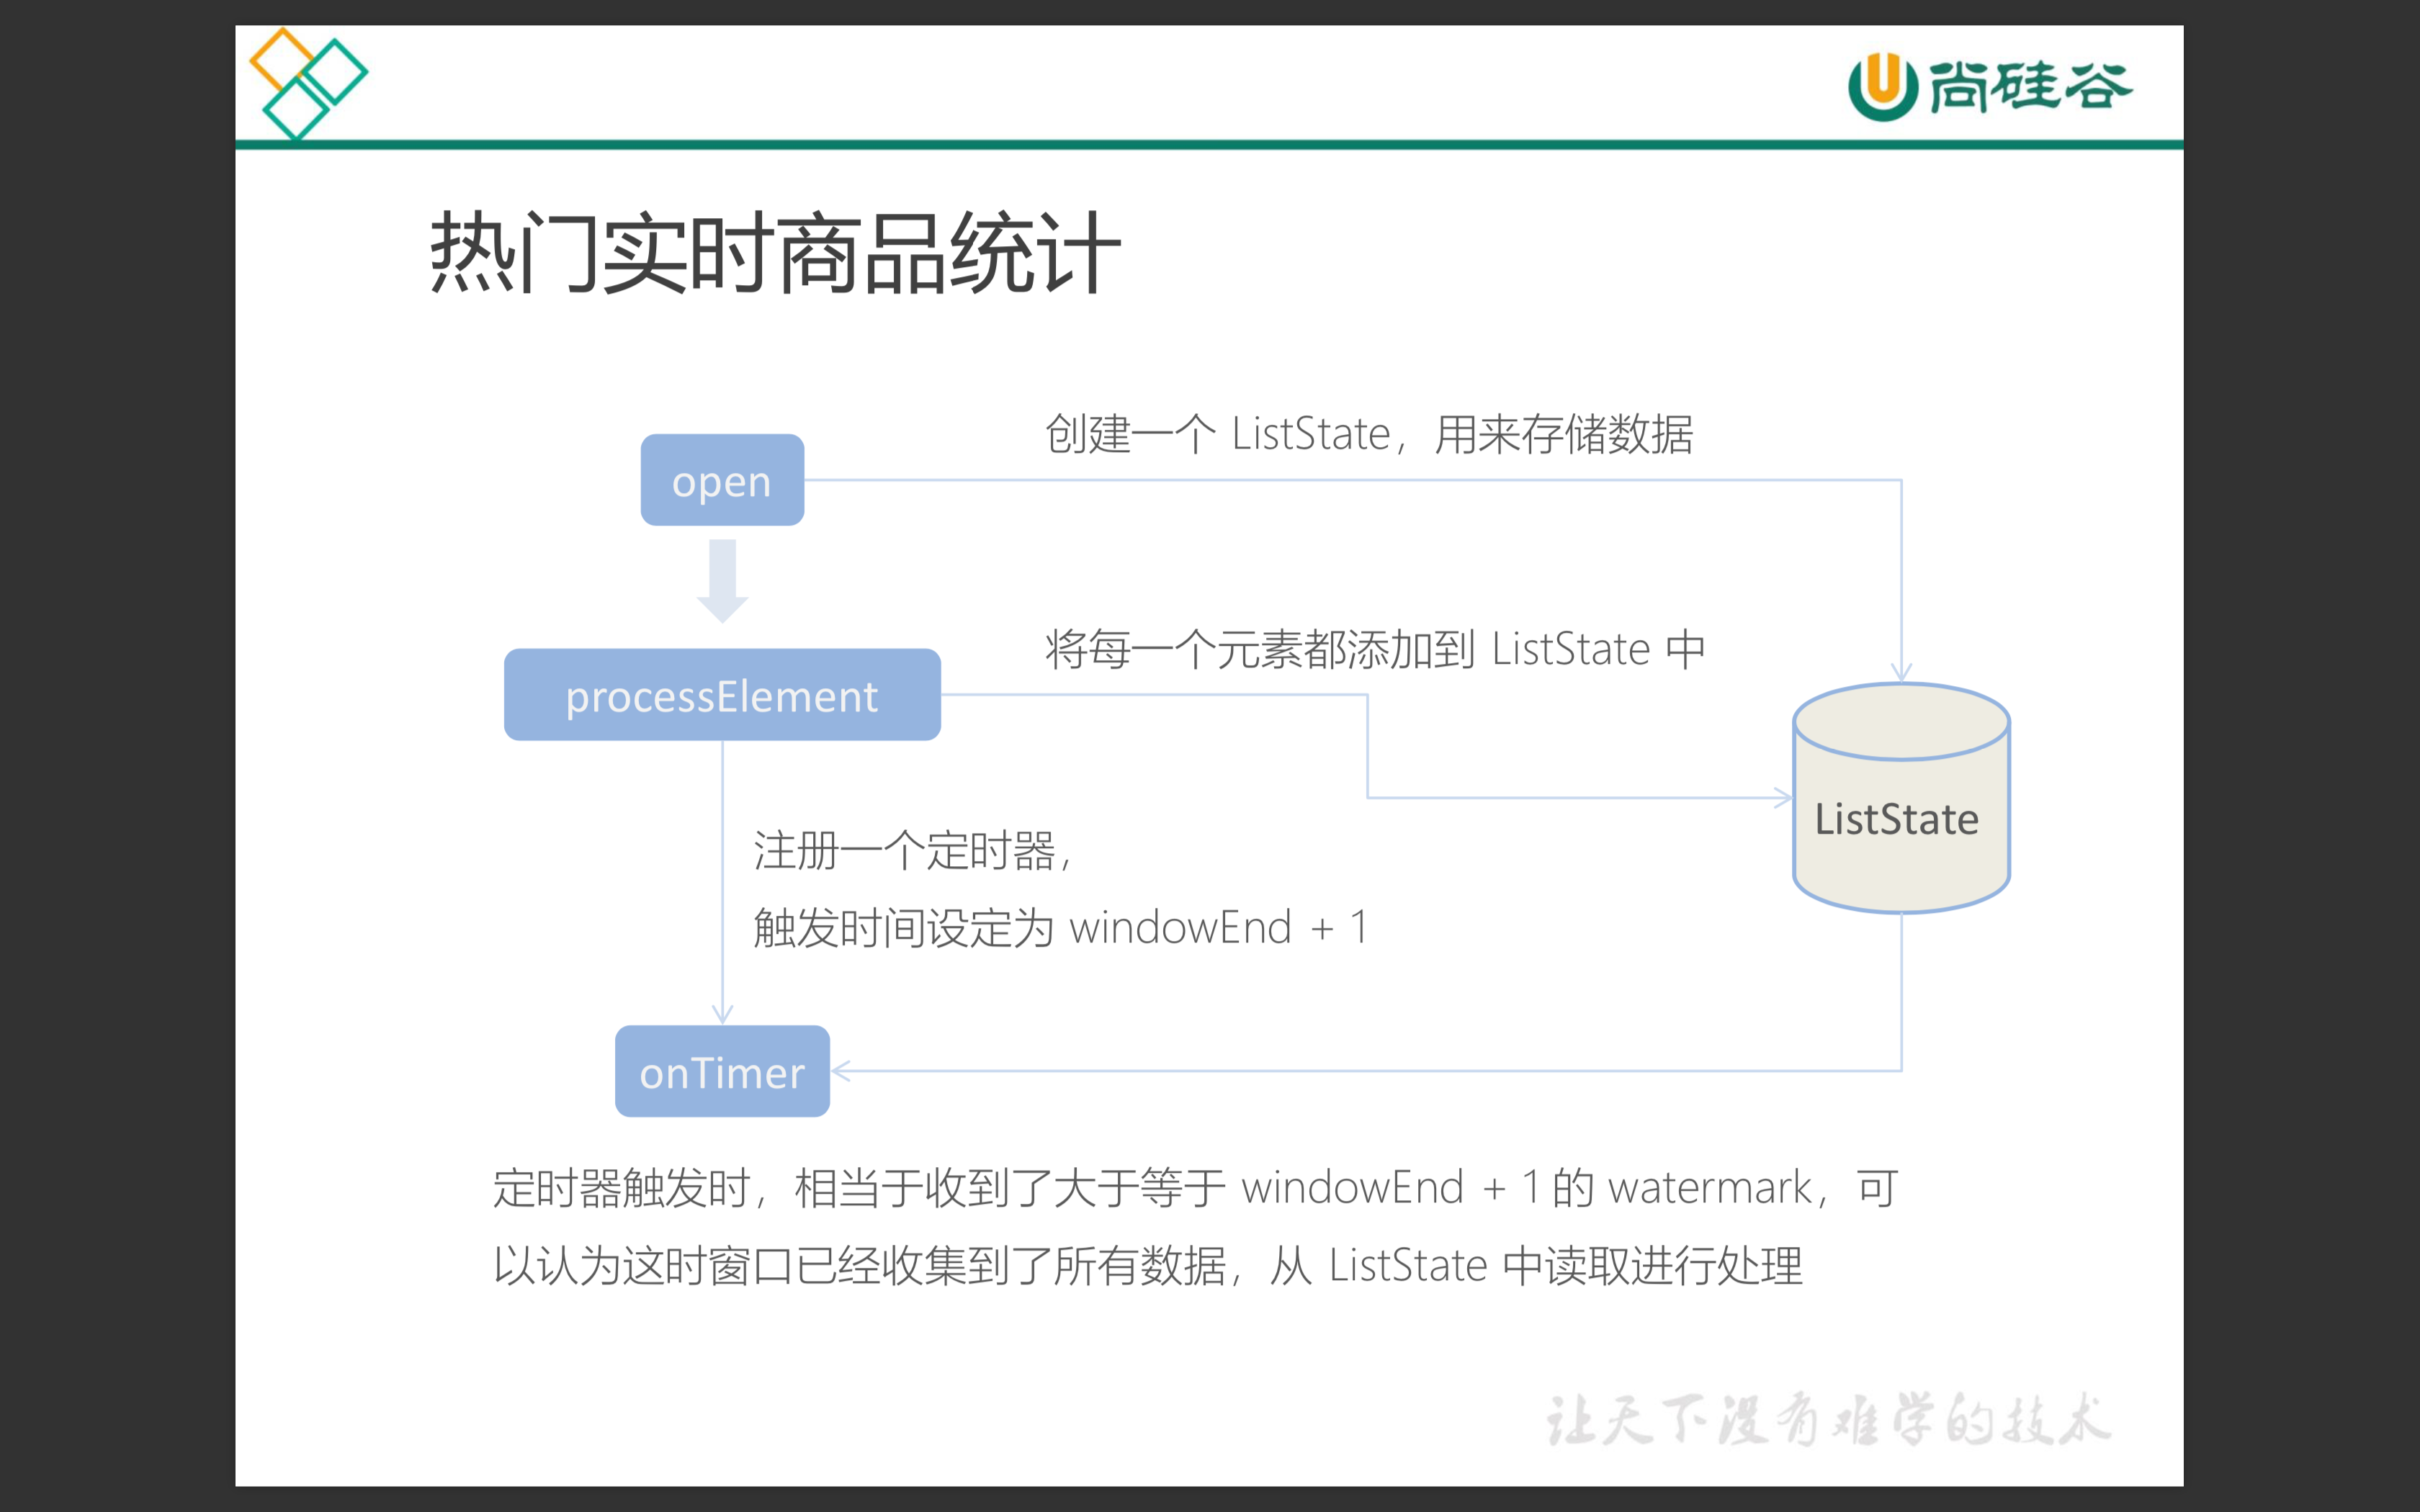 尚硅谷
热门实时商品统计
创建一个 ListState，用来存储数据
open
将每一个元素都添加到 ListState 中
processElement
ListState
注册一个定时器，
触发时间设定为 windowEnd + 1
onTimer
定时器触发时，相当于收到了大于等于 windowEnd + 1 的 watermark，可
以认为这时窗口已经收集到了所有数据，从 ListState 中读取进行处理
让天下没有难学的技术